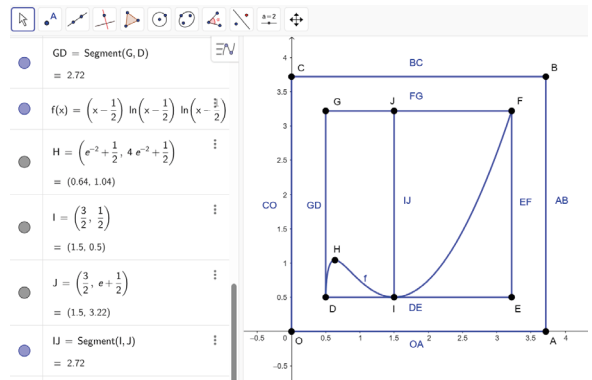 A
a=2
GD = Segment(G, D)
= 2.72
f(x) = (x − 1/2) ln(x − 1/2) ln(x −
H = (e⁻² + 1/2, 4 e⁻² + 1/2)
= (0.64, 1.04)
I = (3/2, 1/2)
= (1.5, 0.5)
J = (3/2, e + 1/2)
= (1.5, 3.22)
IJ = Segment(I, J)
= 2.72
4
C
BC
B
3.5
G
J
FG
F
3
2.5
2
CO
GD
IJ
EF
AB
1.5
1
H
f
0.5
D
I
DE
E
-0.5
0
0.5
1
1.5
2
2.5
3
3.5
4
O
OA
A
-0.5